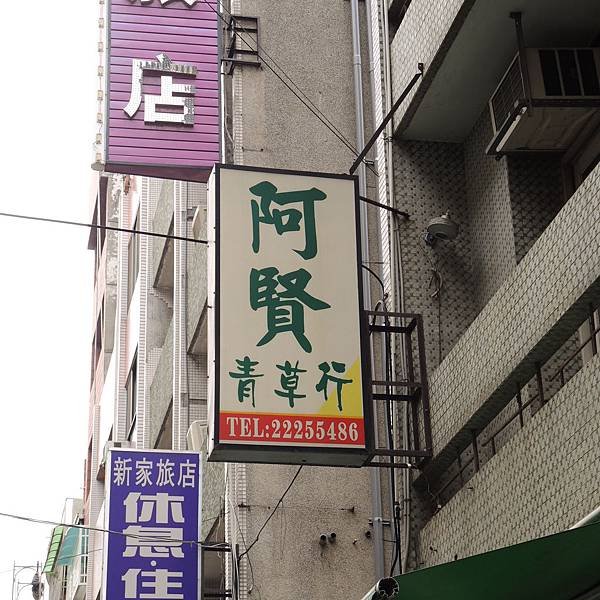 店
阿
賢
青草行
TEL:22255486
新家旅店
休息·住